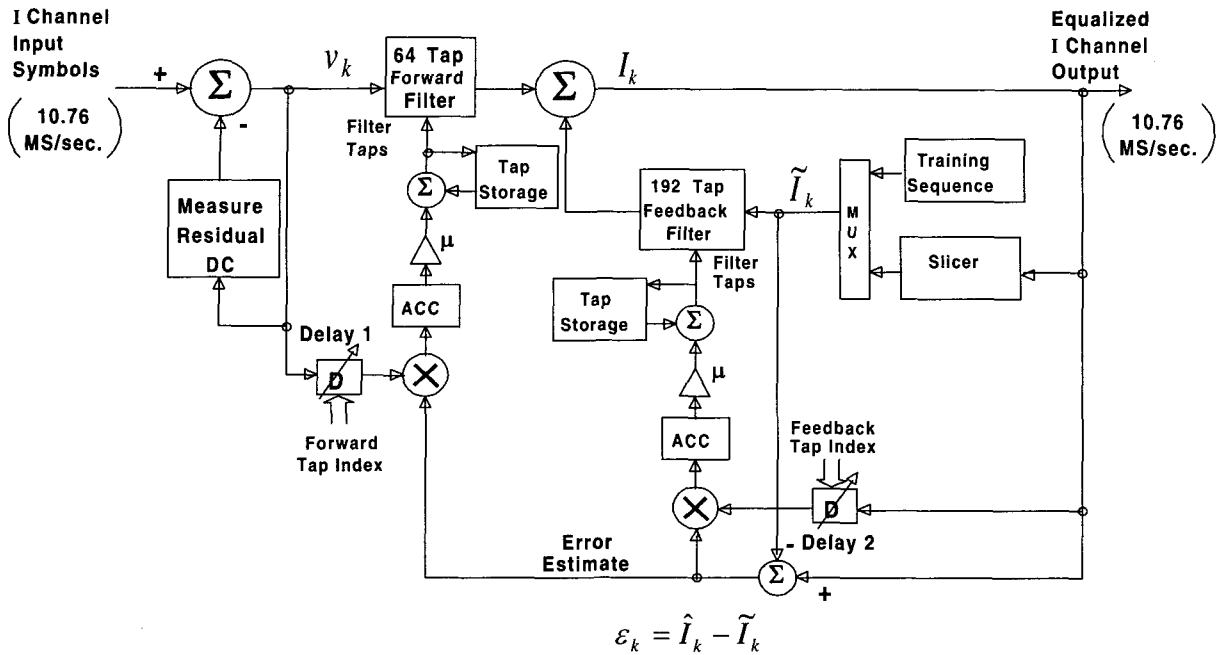 I Channel
Input
Symbols
(10.76
MS/sec.)
+
Σ
-
v_k
64 Tap
Forward
Filter
Σ
I_k
Equalized
I Channel
Output
(10.76
MS/sec.)
Filter
Taps
Tap
Storage
Σ
μ
ACC
Measure
Residual
DC
Delay 1
D
Forward
Tap Index
192 Tap
Feedback
Filter
Ĩ_k
MUX
Training
Sequence
Slicer
Filter
Taps
Tap
Storage
Σ
μ
ACC
Feedback
Tap Index
D
- Delay 2
Σ
+
Error
Estimate
ε_k = Î_k − Ĩ_k